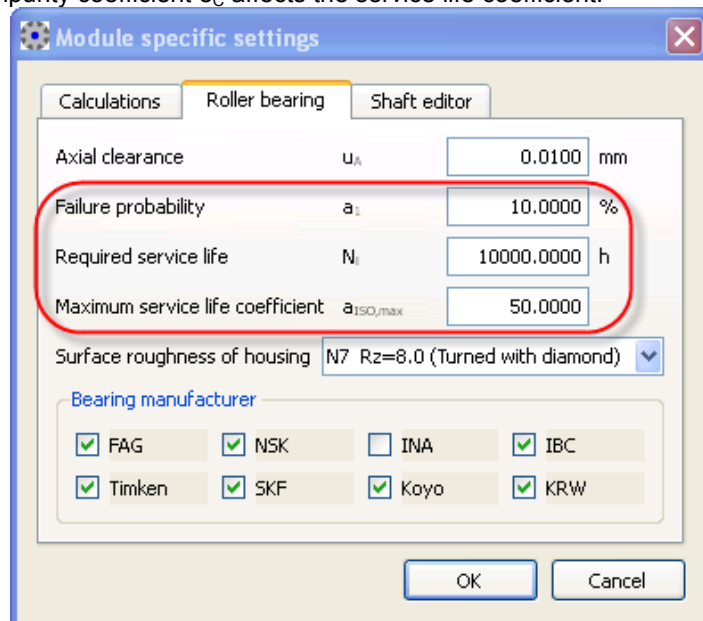 Module specific settings
Calculations Roller bearing Shaft editor
Axial clearance uA 0.0100 mm
Failure probability a1 10.0000 %
Required service life Nl 10000.0000 h
Maximum service life coefficient aISO,max 50.0000
Surface roughness of housing N7 Rz=8.0 (Turned with diamond)
Bearing manufacturer
FAG NSK INA IBC
Timken SKF Koyo KRW
OK Cancel